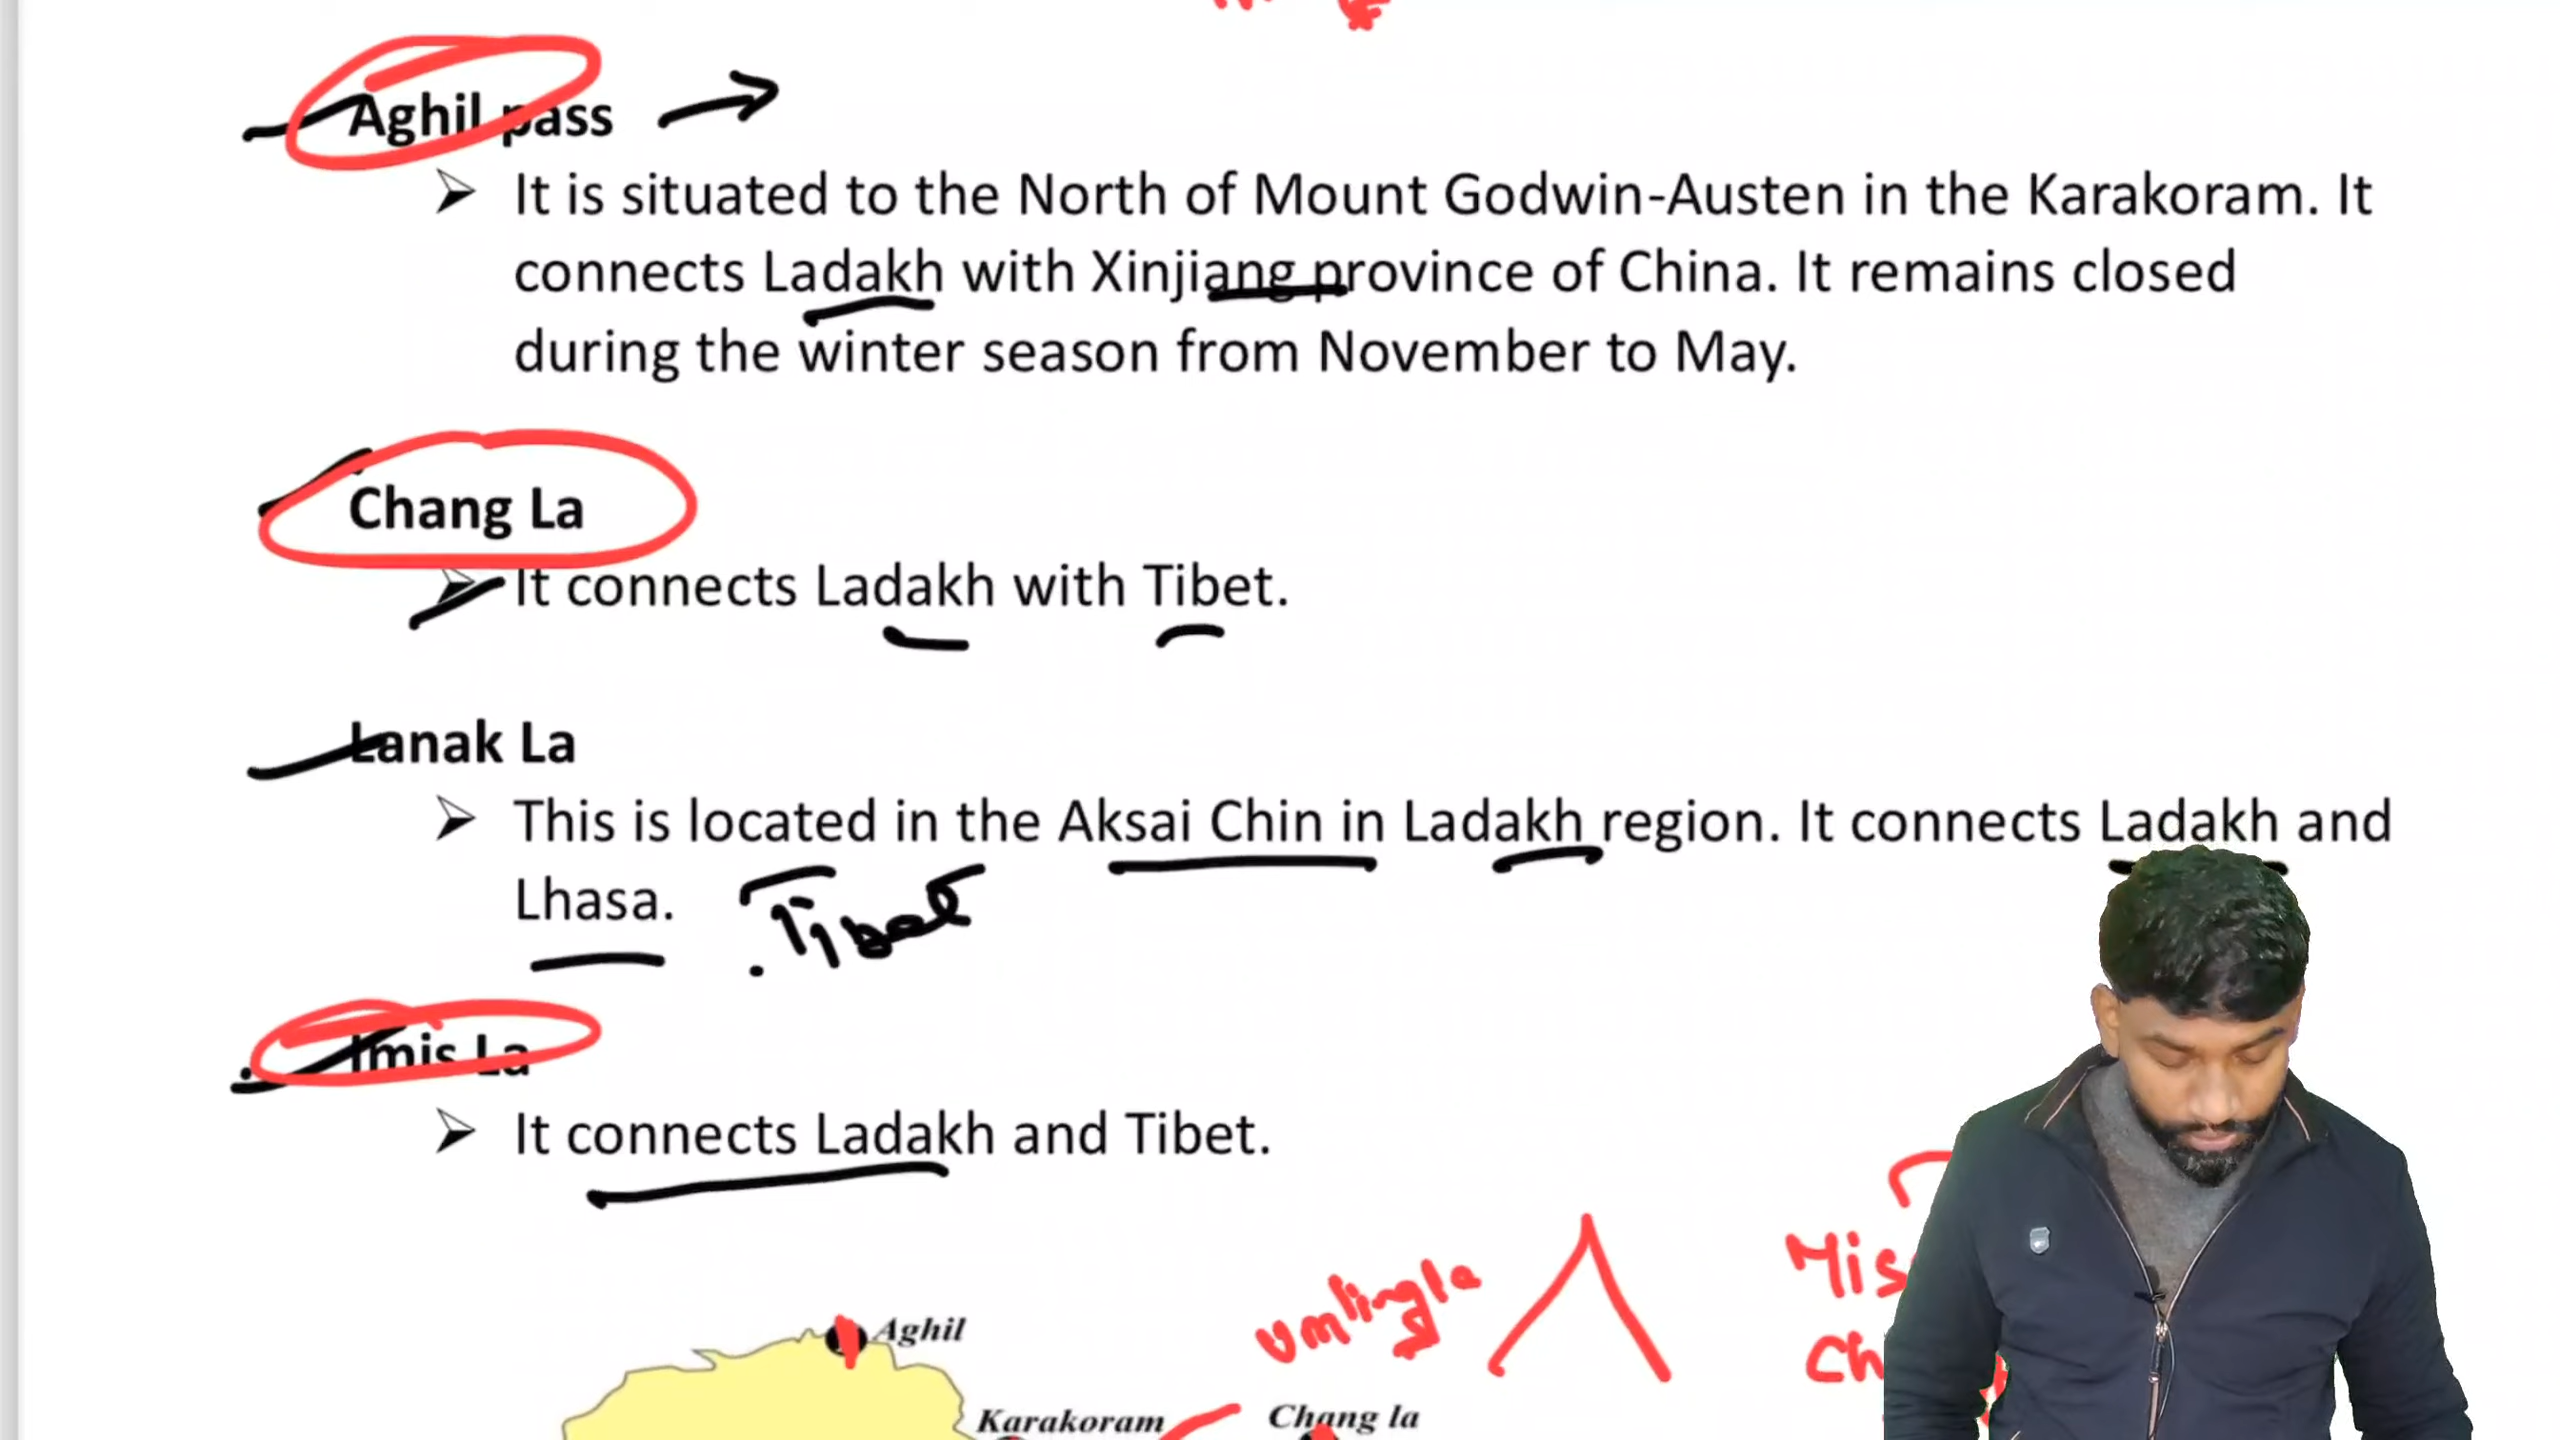 Aghil pass
It is situated to the North of Mount Godwin-Austen in the Karakoram. It
connects Ladakh with Xinjiang province of China. It remains closed
during the winter season from November to May.
Chang La
It connects Ladakh with Tibet.
Lanak La
This is located in the Aksai Chin in Ladakh region. It connects Ladakh and
Lhasa. Tibet
Imis La
It connects Ladakh and Tibet.
umlingla
Aghil
Karakoram
Chang la